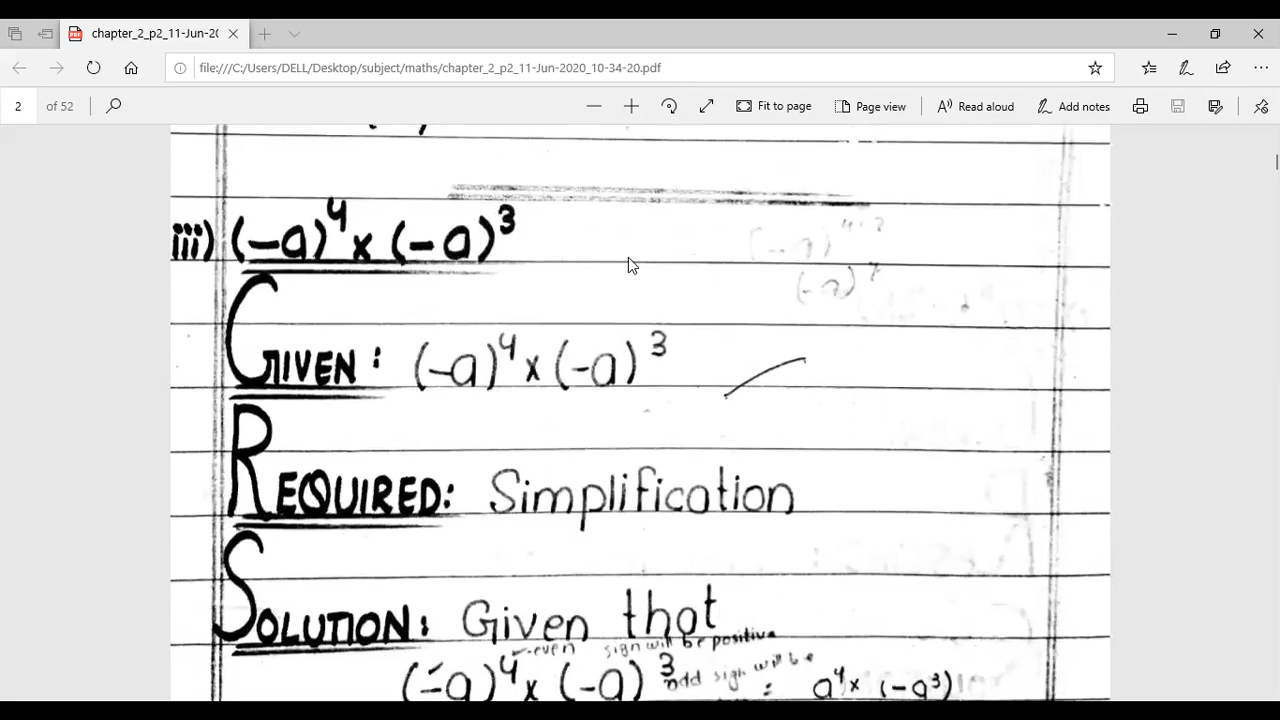 chapter_2_p2_11-Jun-20
file:///C:/Users/DELL/Desktop/subject/maths/chapter_2_p2_11-Jun-2020_10-34-20.pdf
2 of 52 Fit to page Page view Read aloud Add notes
iii) (-a)⁴ x (-a)³
(-a)⁷
GIVEN: (-a)⁴ x (-a)³
REQUIRED: Simplification
SOLUTION: Given that
even sign will be positive
(-a)⁴ x (-a)³ odd sign will be : a⁴ x (-a³)